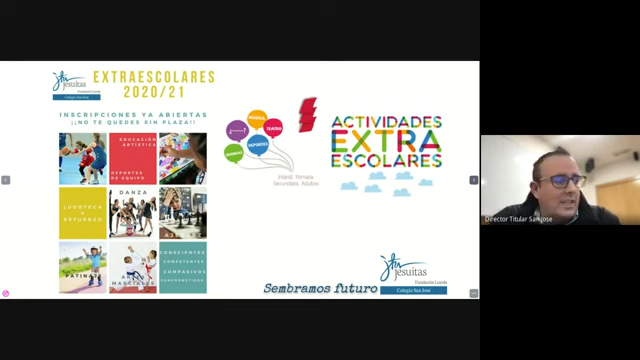 jesuitas
Fundación Loyola
Colegio San José
EXTRAESCOLARES
2020/21
INSCRIPCIONES YA ABIERTAS
¡¡NO TE QUEDES SIN PLAZA!!
EDUCACIÓN
ARTÍSTICA
DEPORTES
DE EQUIPO
LUDOTECA
Y
REFUERZO
DANZA
PATINAJE
ARTES
MARCIALES
CONSCIENTES
COMPETENTES
COMPASIVOS
COMPROMETIDOS
MÚSICA
TEATRO
DEPORTES
IDIOMAS
Infantil, Primaria,
Secundaria, Adultos
ACTIVIDADES
EXTRA
ESCOLARES
Sembramos futuro
jesuitas
Fundación Loyola
Colegio San José
Director Titular Sanjose